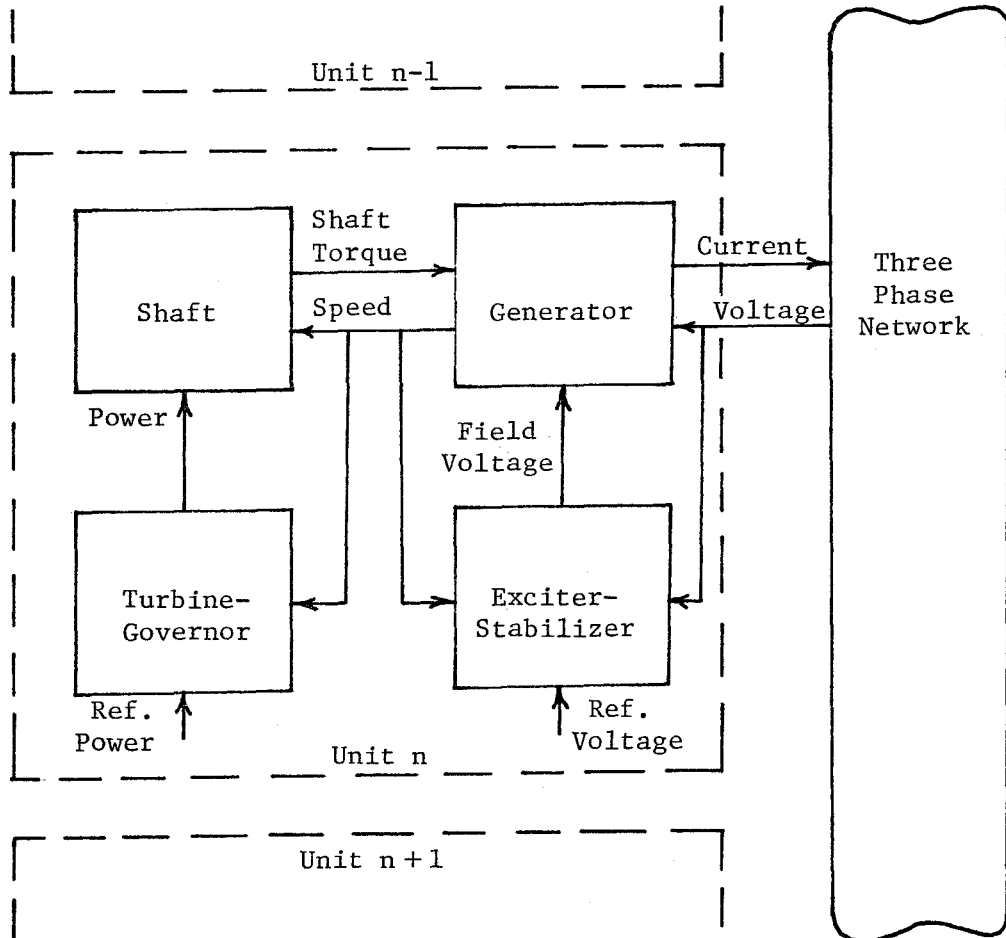 Unit n-1
Shaft
Torque
Speed
Shaft
Generator
Current
Voltage
Three
Phase
Network
Power
Field
Voltage
Turbine-
Governor
Exciter-
Stabilizer
Ref.
Power
Ref.
Voltage
Unit n
Unit n+1